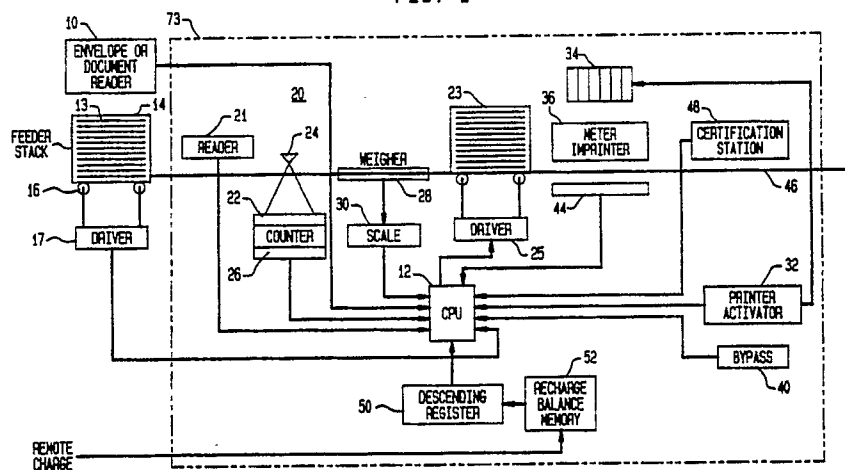 73
10
ENVELOPE OR
DOCUMENT
READER
34
13
14
20
23
48
FEEDER
STACK
21
24
36
METER
IMPRINTER
CERTIFICATION
STATION
READER
WEIGHER
16
22
28
44
46
COUNTER
30
17
DRIVER
26
SCALE
DRIVER
25
32
12
CPU
PRINTER
ACTIVATOR
52
BYPASS
40
50
DESCENDING
REGISTER
RECHARGE
BALANCE
MEMORY
REMOTE
CHARGE